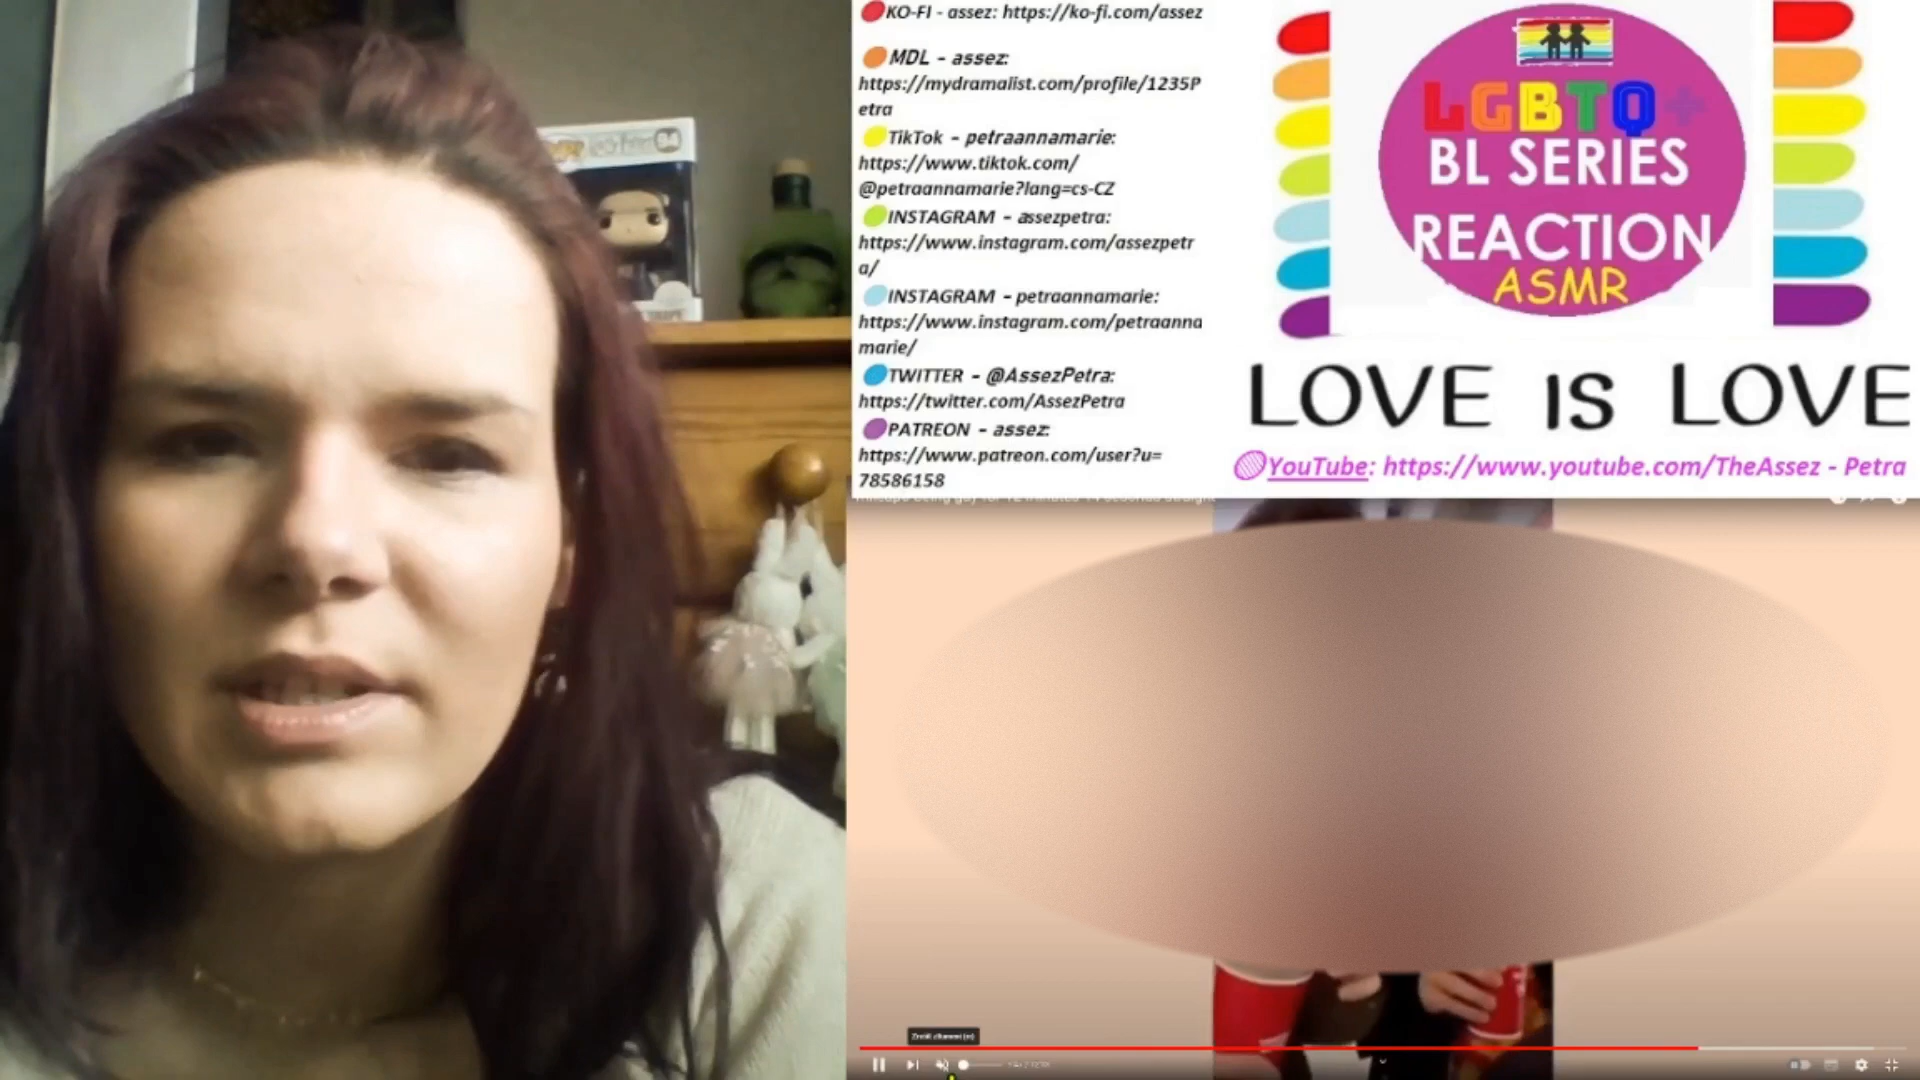 KO-FI - assez: https://ko-fi.com/assez
MDL - assez:
https://mydramalist.com/profile/1235P
etra
TikTok - petraannamarie:
https://www.tiktok.com/
@petraannamarie?lang=cs-CZ
INSTAGRAM - assezpetra:
https://www.instagram.com/assezpetr
a/
INSTAGRAM - petraannamarie:
https://www.instagram.com/petraanna
marie/
TWITTER - @AssezPetra:
https://twitter.com/AssezPetra
PATREON - assez:
https://www.patreon.com/user?u=
78586158
LGBTQ+
BL SERIES
REACTION
ASMR
LOVE IS LOVE
YouTube: https://www.youtube.com/TheAssez - Petra